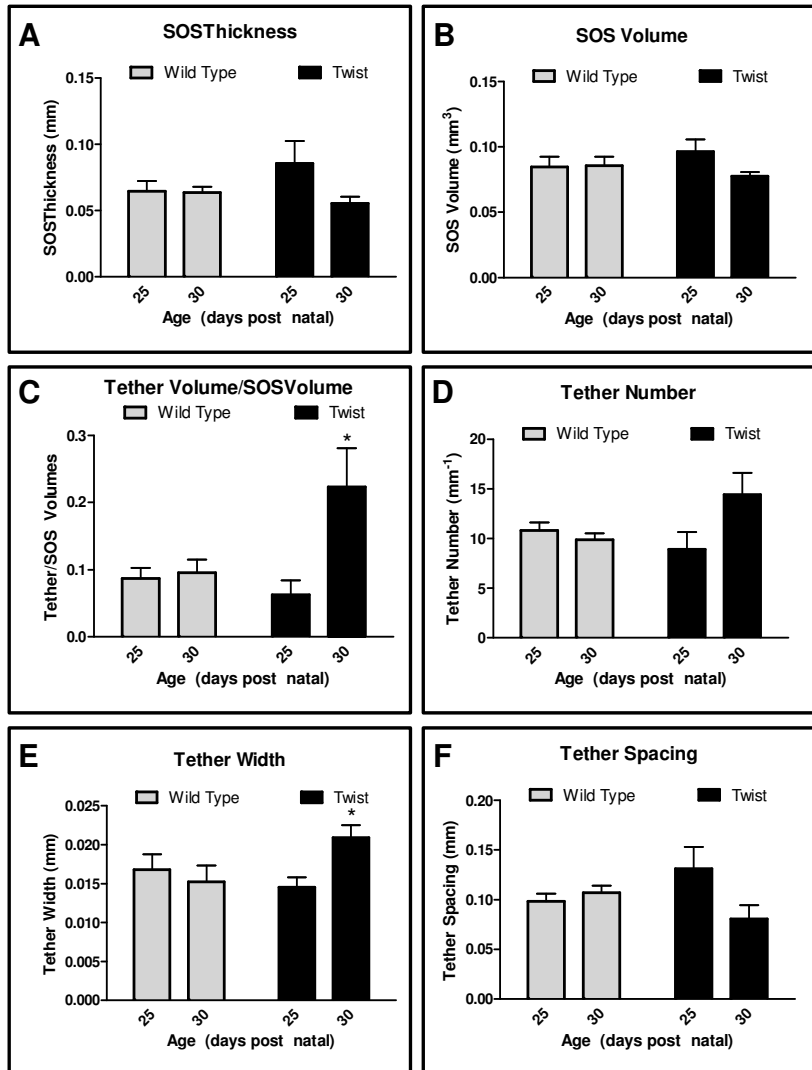 A
SOSThickness
Wild Type
Twist
SOSThickness (mm)
0.15
0.10
0.05
0.00
25
30
25
30
Age (days post natal)
B
SOS Volume
Wild Type
Twist
SOS Volume (mm³)
0.15
0.10
0.05
0.00
25
30
25
30
Age (days post natal)
C
Tether Volume/SOSVolume
Wild Type
Twist
Tether/SOS Volumes
0.3
0.2
0.1
0.0
*
25
30
25
30
Age (days post natal)
D
Tether Number
Wild Type
Twist
Tether Number (mm⁻¹)
20
15
10
5
0
25
30
25
30
Age (days post natal)
E
Tether Width
Wild Type
Twist
Tether Width (mm)
0.025
0.020
0.015
0.010
0.005
0.000
*
25
30
25
30
Age (days post natal)
F
Tether Spacing
Wild Type
Twist
Tether Spacing (mm)
0.20
0.15
0.10
0.05
0.00
25
30
25
30
Age (days post natal)